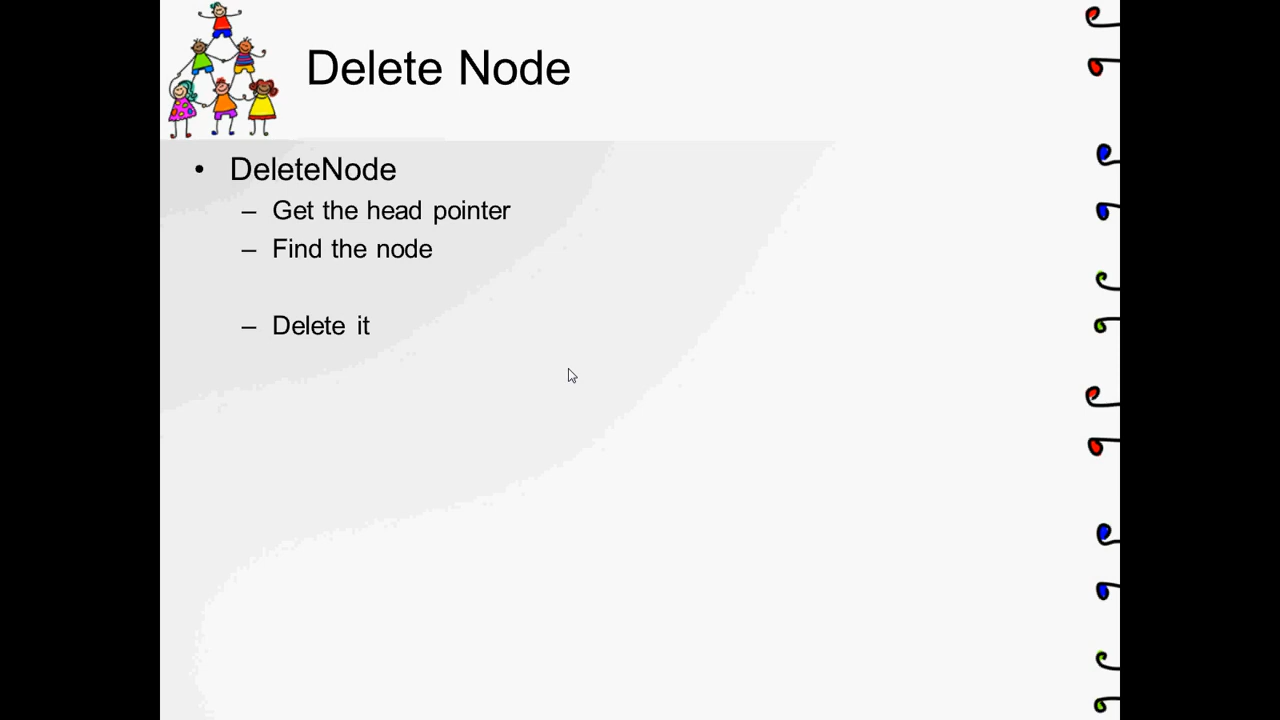 Delete Node
• DeleteNode
– Get the head pointer
– Find the node
– Delete it